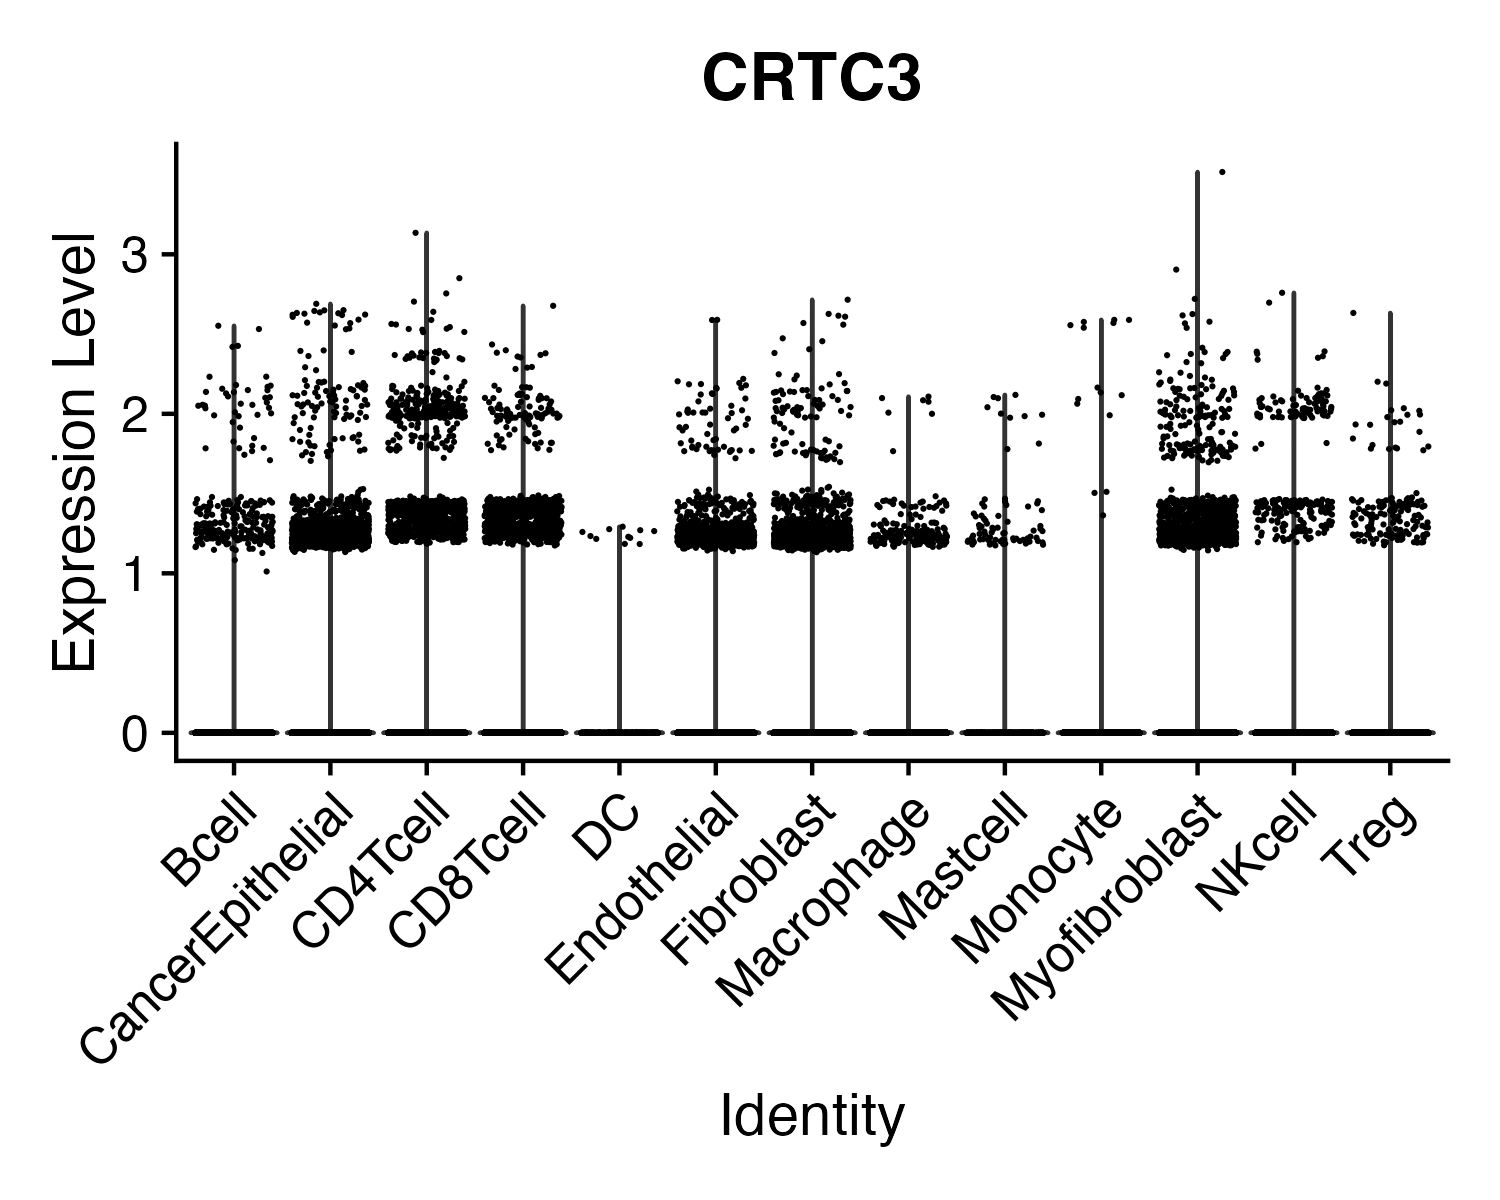 CRTC3
Expression Level
3
2
1
0
Bcell
CancerEpithelial
CD4Tcell
CD8Tcell
DC
Endothelial
Fibroblast
Macrophage
Mastcell
Monocyte
Myofibroblast
NKcell
Treg
Identity